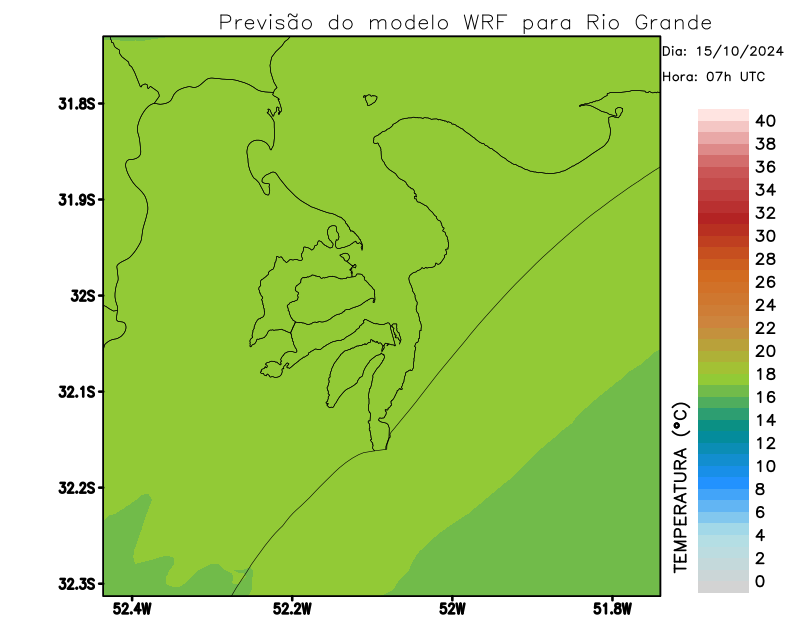 Previsão do modelo WRF para Rio Grande
Dia: 15/10/2024
Hora: 07h UTC
31.8S
31.9S
32S
32.1S
32.2S
32.3S
52.4W
52.2W
52W
51.8W
TEMPERATURA (°C)
40
38
36
34
32
30
28
26
24
22
20
18
16
14
12
10
8
6
4
2
0